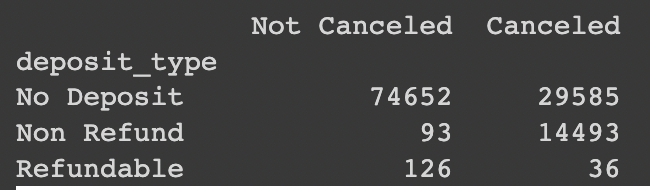 Not Canceled Canceled
deposit_type
No Deposit 74652 29585
Non Refund 93 14493
Refundable 126 36